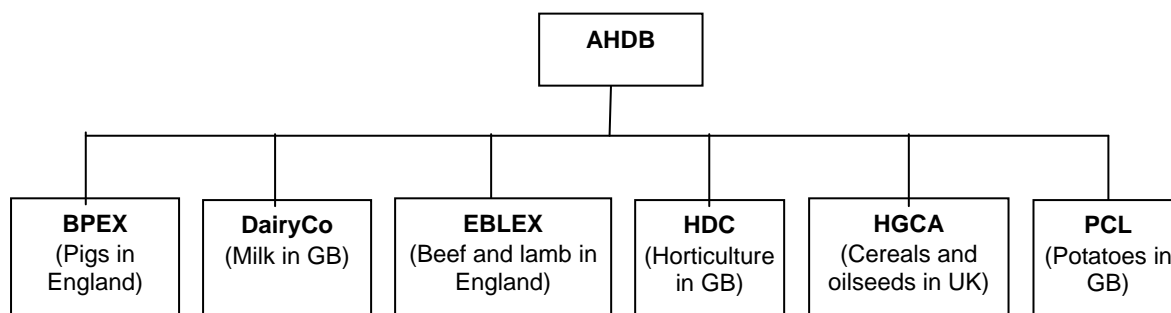 AHDB
BPEX
(Pigs in
England)
DairyCo
(Milk in GB)
EBLEX
(Beef and lamb in
England)
HDC
(Horticulture
in GB)
HGCA
(Cereals and
oilseeds in UK)
PCL
(Potatoes in
GB)